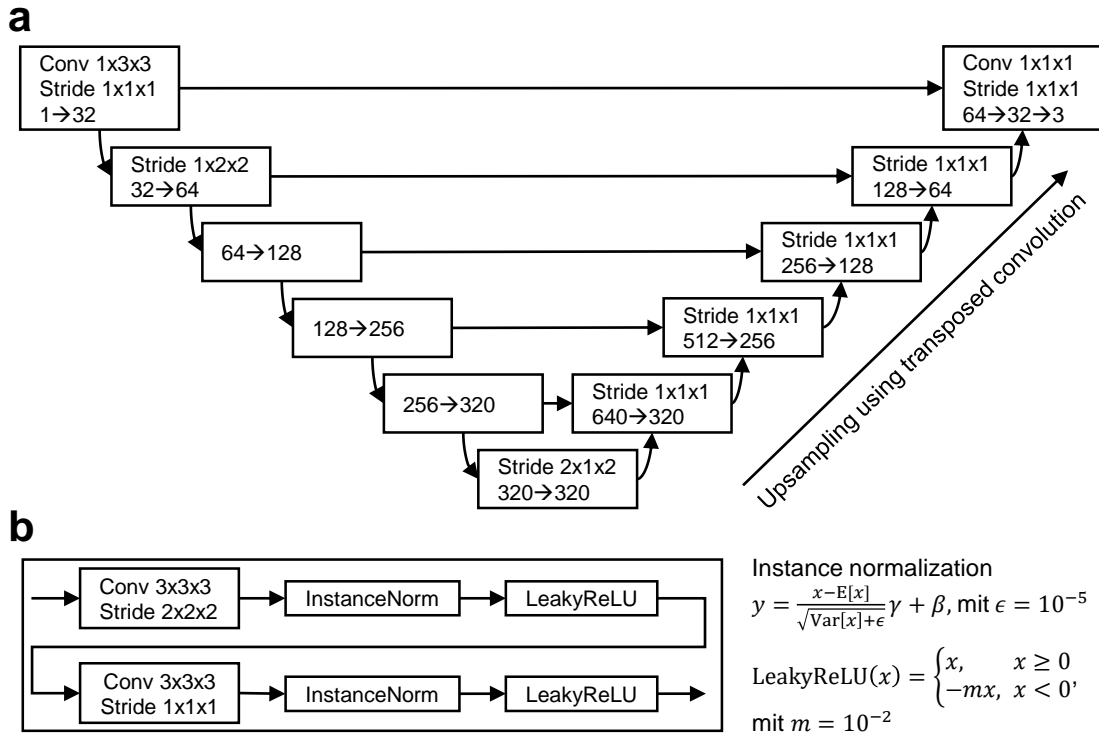 a
Conv 1x3x3
Stride 1x1x1
1→32
Conv 1x1x1
Stride 1x1x1
64→32→3
Stride 1x2x2
32→64
Stride 1x1x1
128→64
64→128
Stride 1x1x1
256→128
128→256
Stride 1x1x1
512→256
256→320
Stride 1x1x1
640→320
Stride 2x1x2
320→320
Upsampling using transposed convolution
b
Conv 3x3x3
Stride 2x2x2
InstanceNorm
LeakyReLU
Conv 3x3x3
Stride 1x1x1
InstanceNorm
LeakyReLU
Instance normalization
y = (x−E[x])/√(Var[x]+ϵ) γ + β, mit ϵ = 10⁻⁵
LeakyReLU(x) = { x, x ≥ 0
−mx, x < 0 ,
mit m = 10⁻²